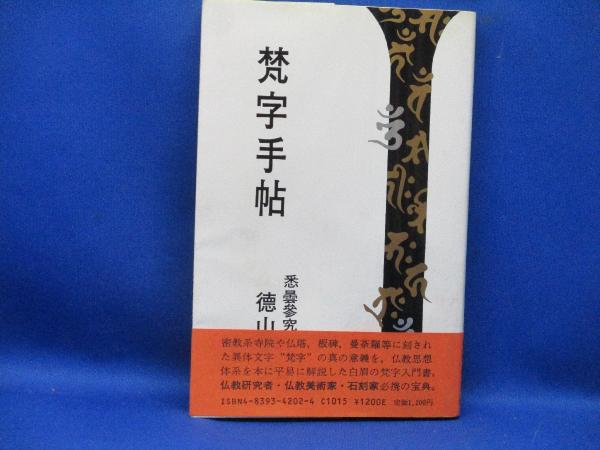 梵字手帖
悉曇參究
徳山
密教系寺院や仏塔、板碑、曼荼羅等に刻され
た異体文字“梵字”の真の意義を、仏教思想
体系を本に平易に解説した白眉の梵字入門書。
仏教研究者・仏教美術家・石刻家必携の宝典。
ISBN4-8393-4202-4 C1015 ¥1200E 定価1,200円